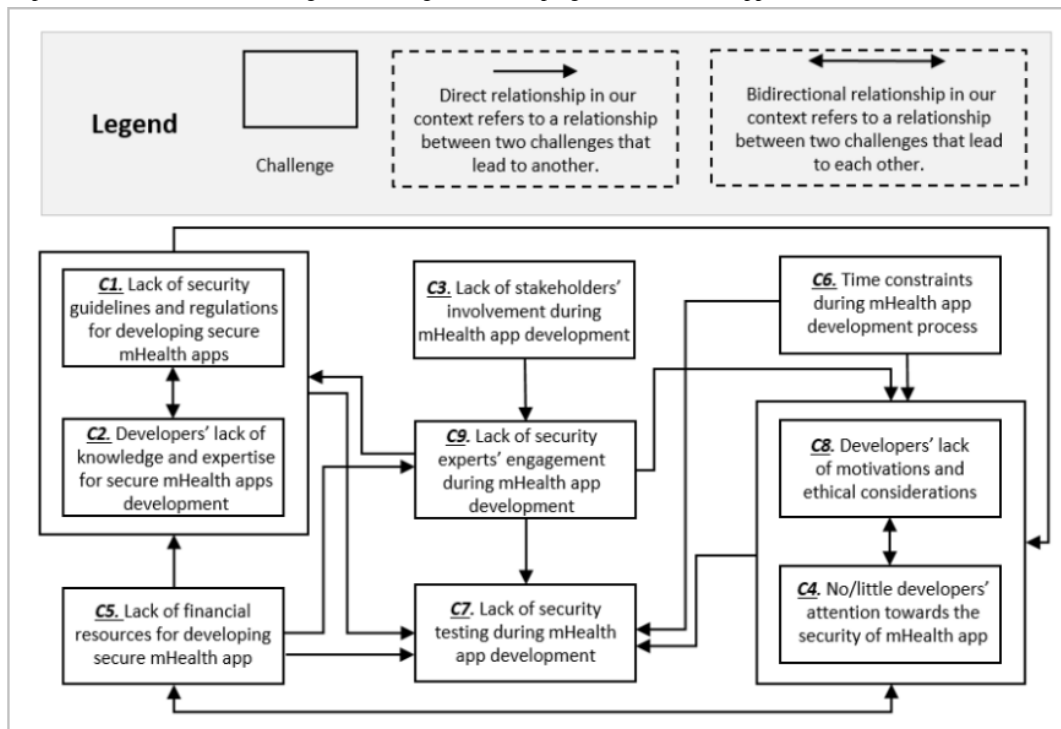 Legend
Challenge
Direct relationship in our
context refers to a relationship
between two challenges that
lead to another.
Bidirectional relationship in our
context refers to a relationship
between two challenges that lead
to each other.
C1. Lack of security
guidelines and regulations
for developing secure
mHealth apps
C3. Lack of stakeholders'
involvement during
mHealth app development
C6. Time constraints
during mHealth app
development process
C2. Developers' lack of
knowledge and expertise
for secure mHealth apps
development
C9. Lack of security
experts' engagement
during mHealth app
development
C8. Developers' lack
of motivations and
ethical considerations
C5. Lack of financial
resources for developing
secure mHealth app
C7. Lack of security
testing during mHealth
app development
C4. No/little developers'
attention towards the
security of mHealth app